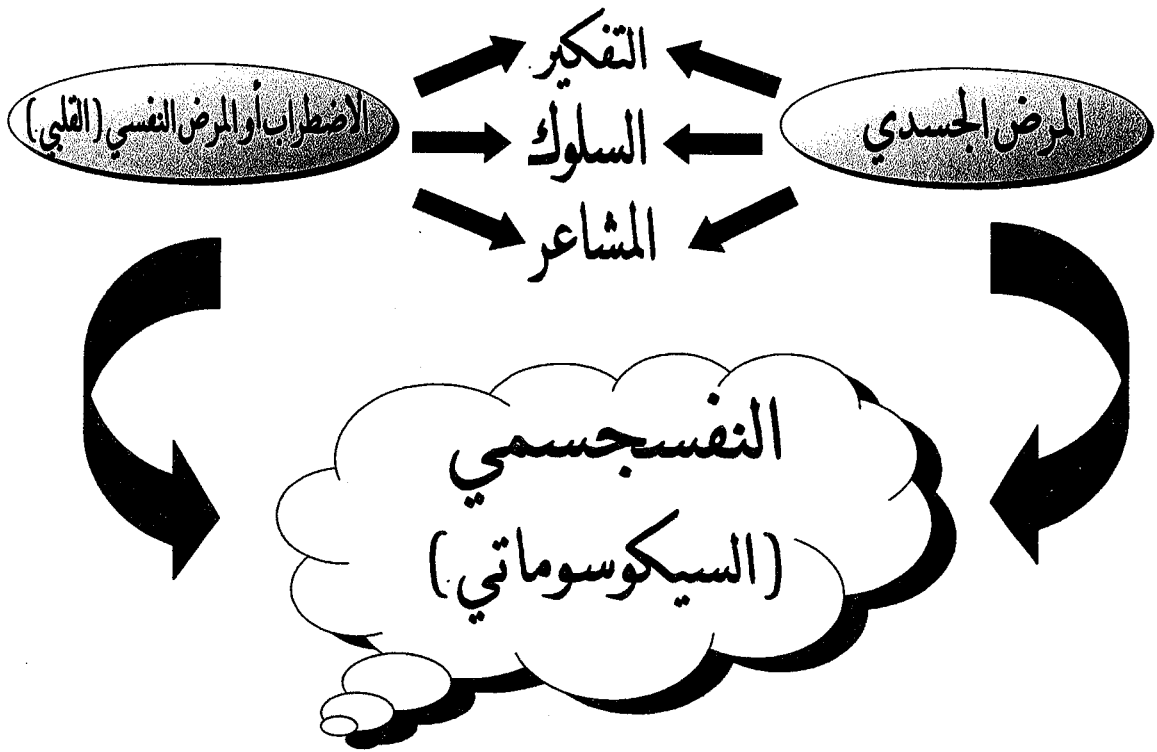 التفكير
المرض الجسدي
الاضطراب أو المرض النفسي (القلبي)
السلوك
المشاعر
النفسجسمي
(السيكوسوماتي)